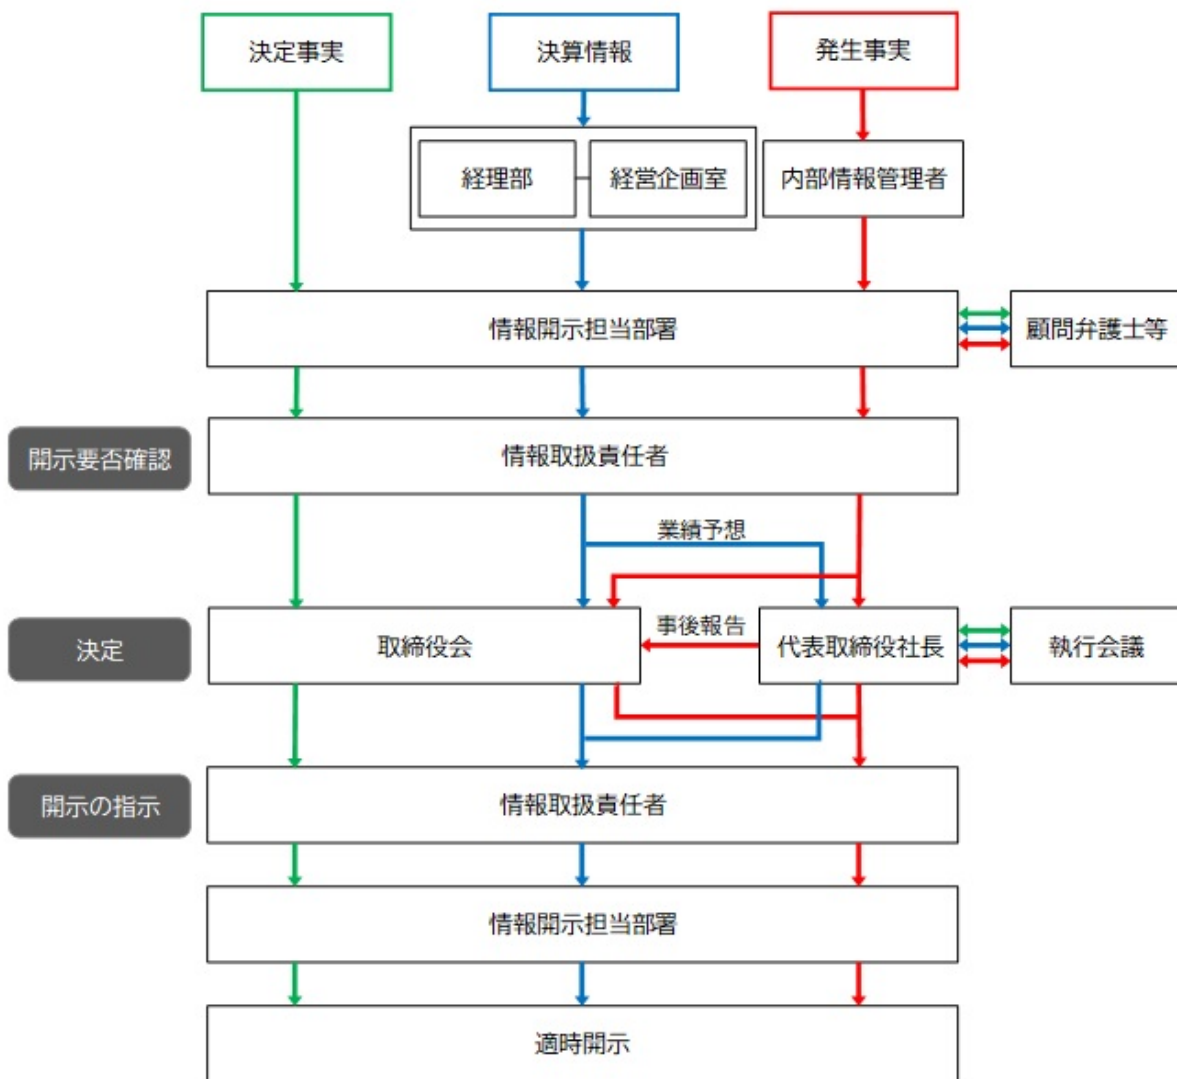 決定事実
決算情報
発生事実
経理部
経営企画室
内部情報管理者
情報開示担当部署
顧問弁護士等
開示要否確認
情報取扱責任者
業績予想
決定
取締役会
事後報告
代表取締役社長
執行会議
開示の指示
情報取扱責任者
情報開示担当部署
適時開示